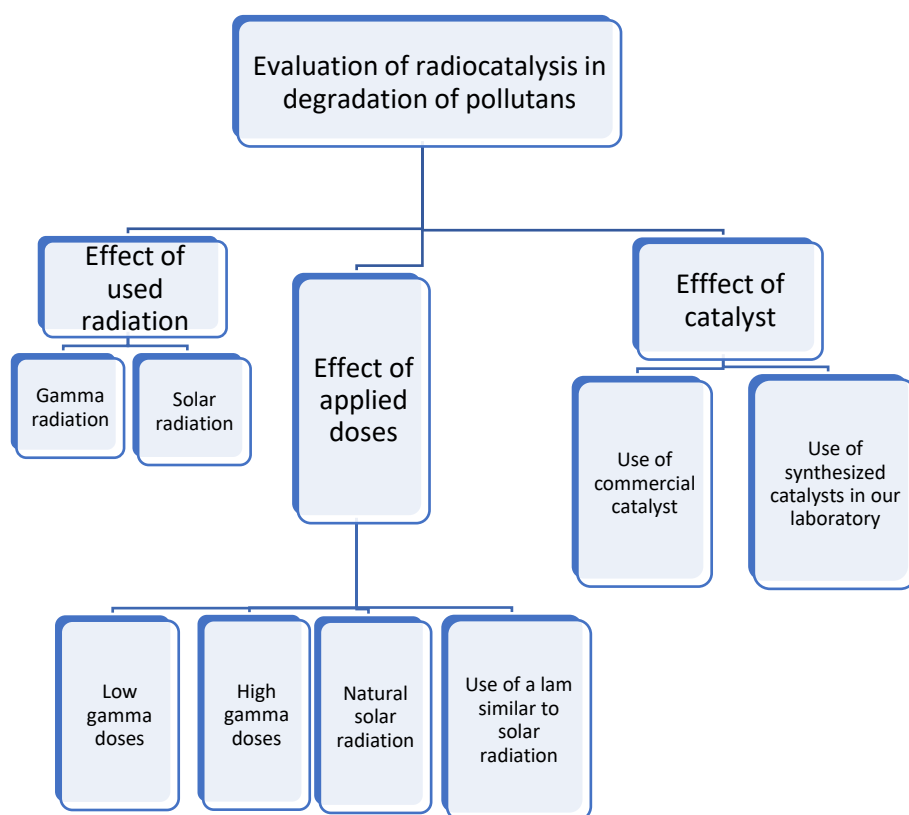 Evaluation of radiocatalysis in
degradation of pollutans
Effect of
used
radiation
Gamma
radiation
Solar
radiation
Effect of
applied
doses
Low
gamma
doses
High
gamma
doses
Natural
solar
radiation
Use of a lam
similar to
solar
radiation
Efffect of
catalyst
Use of
commercial
catalyst
Use of
synthesized
catalysts in our
laboratory